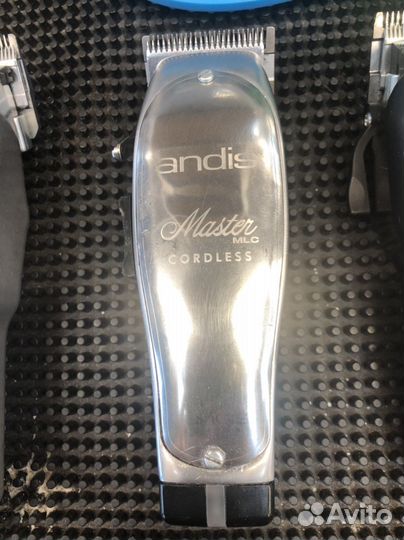 andis
Master
MLC
CORDLESS
Avito